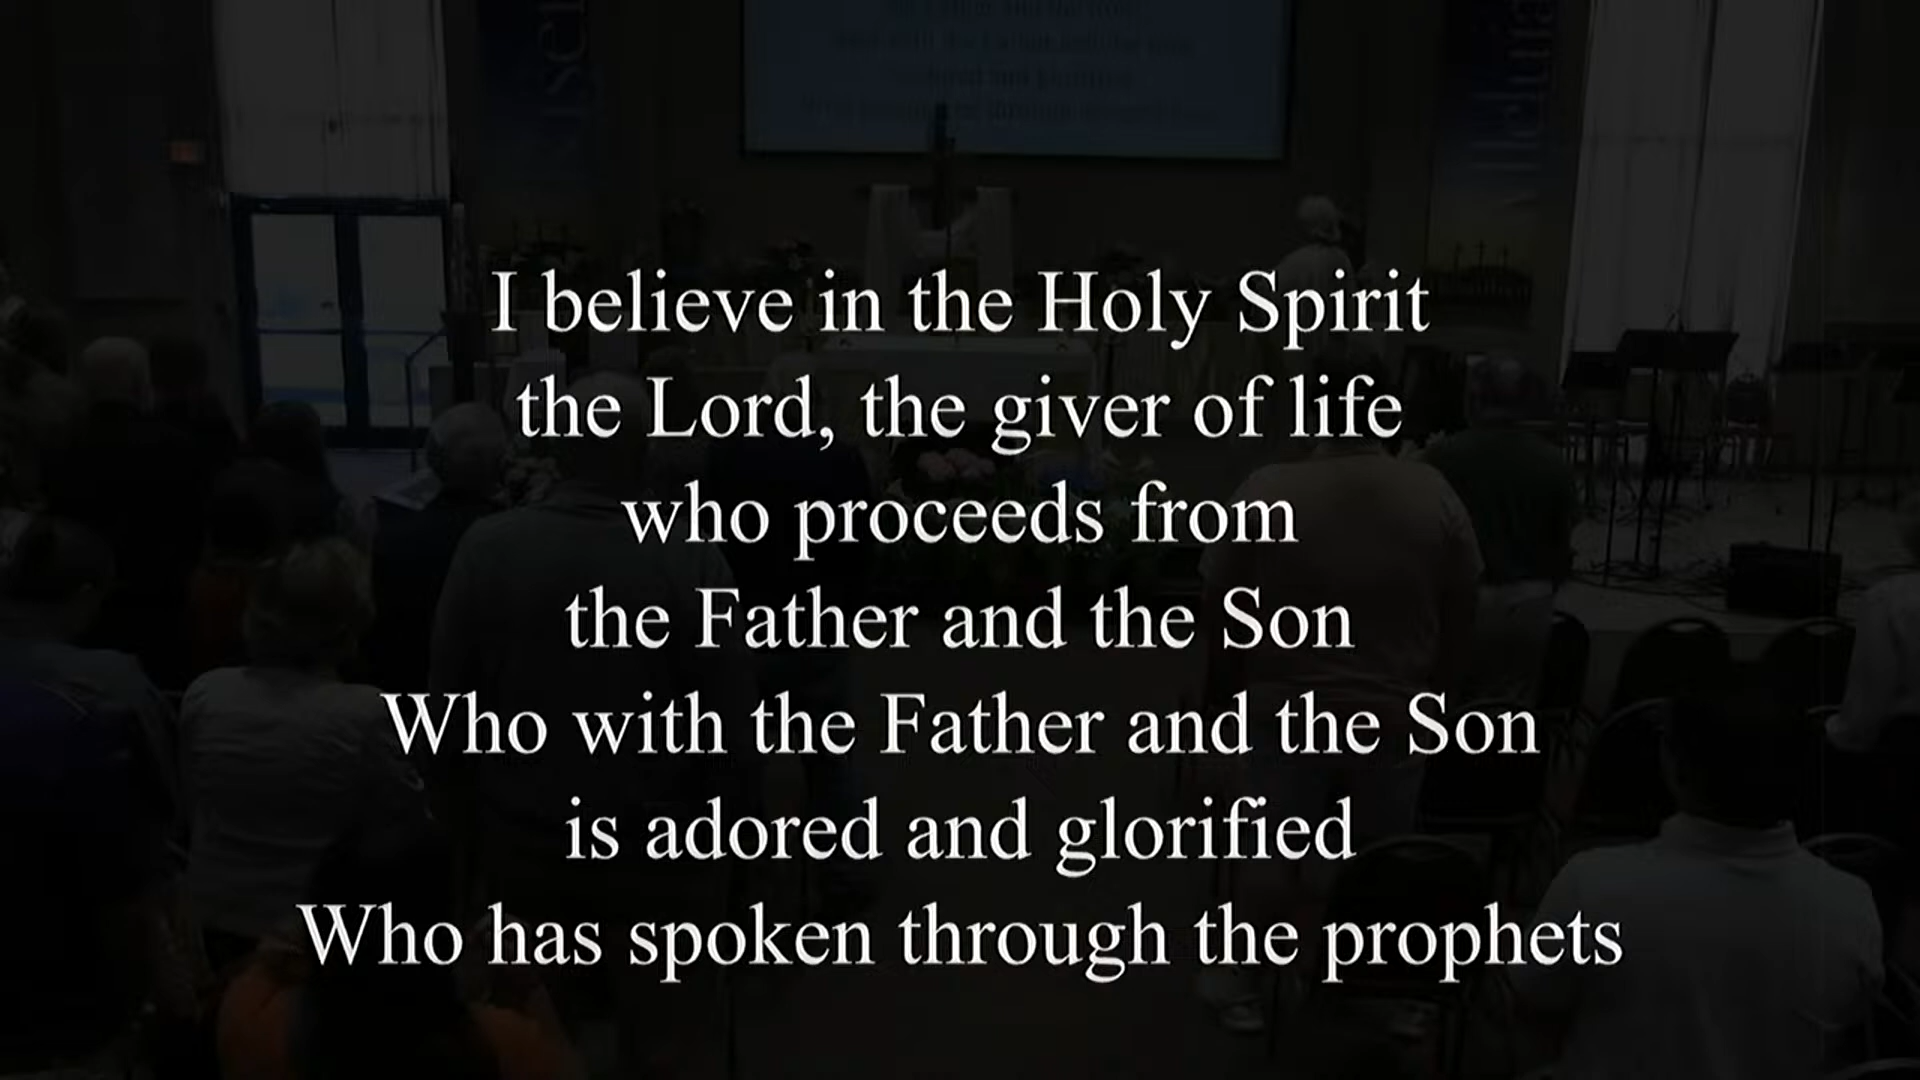 I believe in the Holy Spirit
the Lord, the giver of life
who proceeds from
the Father and the Son
Who with the Father and the Son
is adored and glorified
Who has spoken through the prophets